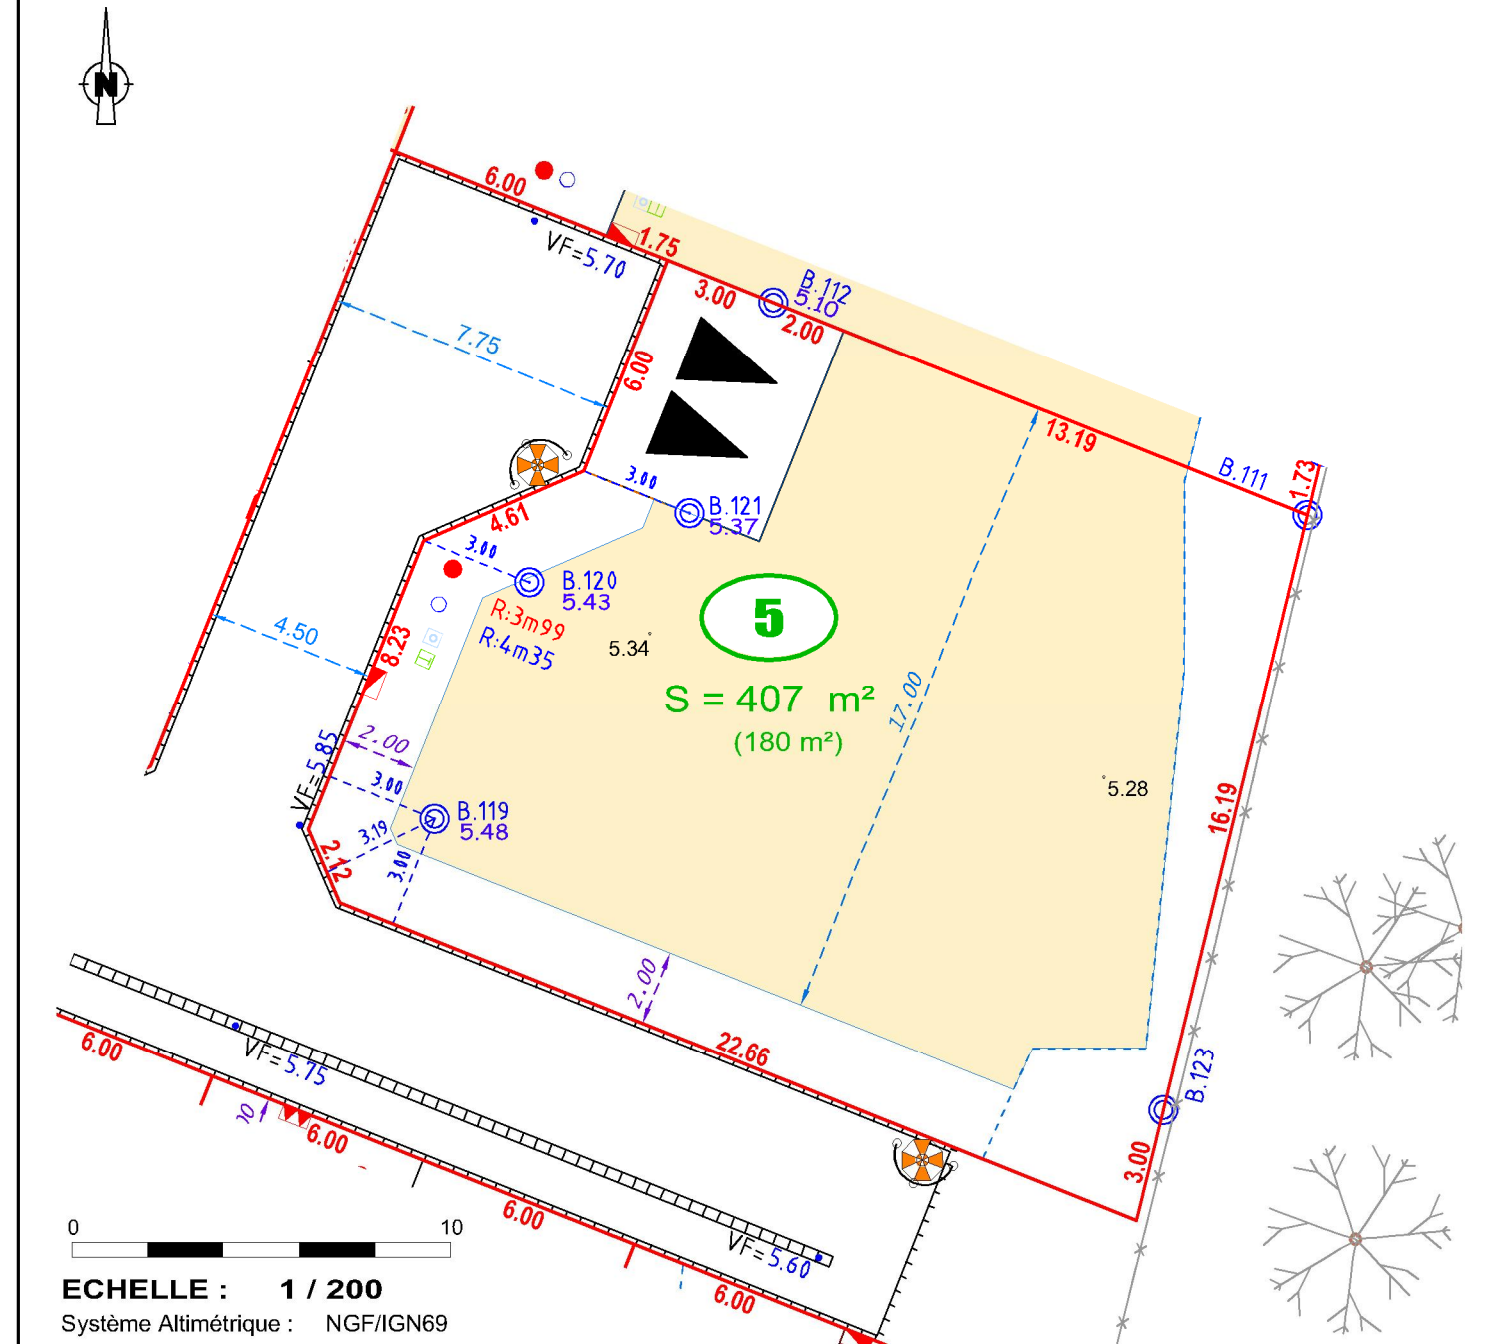 N
6.00
1.75
VF=5.70
3.00
B.112
5.10
2.00
7.75
6.00
13.19
B.111
1.73
3.00
B.121
5.37
4.61
3.00
B.120
5.43
R:3m99
R:4m35
5.34
5
S = 407 m²
(180 m²)
17.00
4.50
8.23
2.00
VF=5.85
3.00
B.119
5.48
3.19
2.12
3.00
5.28
16.19
2.00
22.66
B.123
3.00
6.00
VF=5.75
6.00
6.00
VF=5.60
6.00
0 10
ECHELLE : 1 / 200
Système Altimétrique : NGF/IGN69